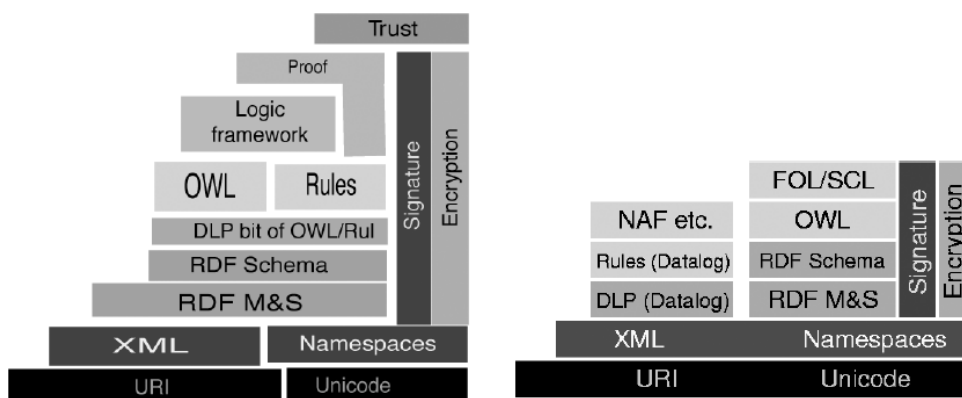 Trust
Proof
Logic
framework
OWL
Rules
DLP bit of OWL/Rul
RDF Schema
RDF M&S
Signature
Encryption
XML
Namespaces
URI
Unicode
FOL/SCL
NAF etc.
OWL
Rules (Datalog)
RDF Schema
DLP (Datalog)
RDF M&S
Signature
Encryption
XML
Namespaces
URI
Unicode